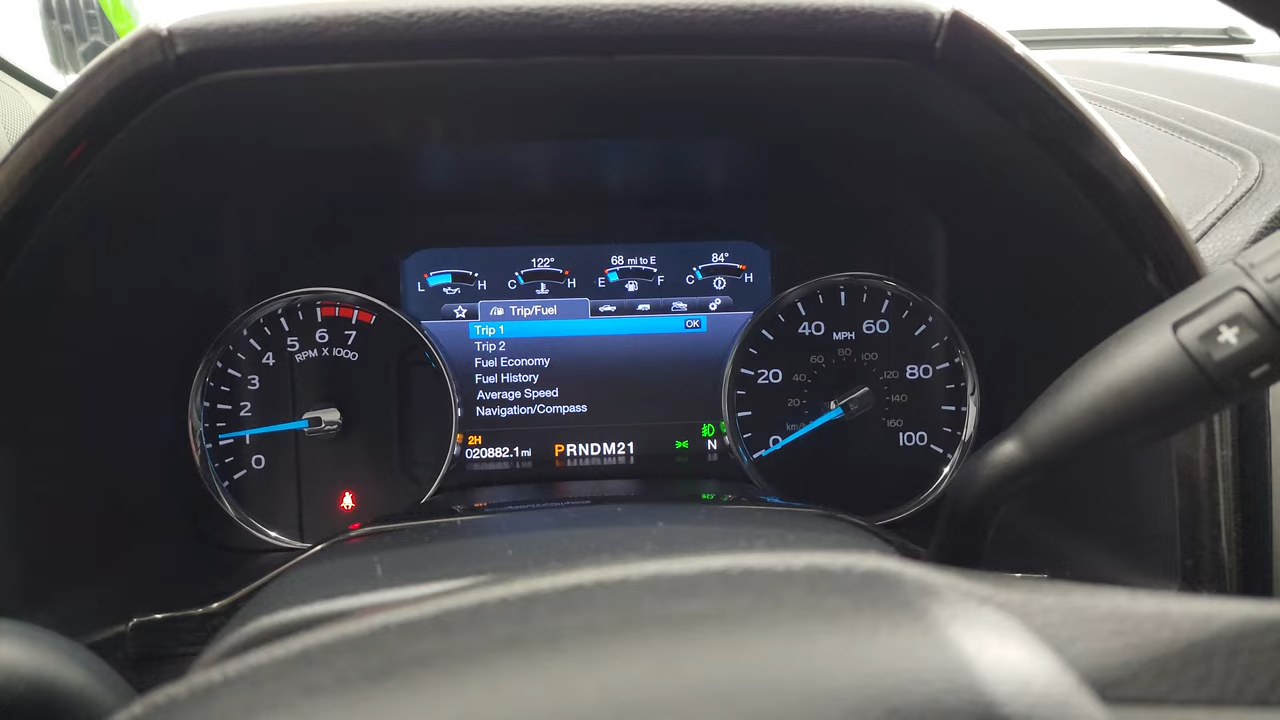 122°
68 mi to E
84°
L H
C H
E F
C H
Trip/Fuel
Trip 1 OK
Trip 2
Fuel Economy
Fuel History
Average Speed
Navigation/Compass
2H
020882.1 mi
PRNDM21
N
0
2
3
4
5
6
7
RPM X 1000
0
20
40
60
80
100
MPH
20
40
60
80
100
120
140
160
km/h
+